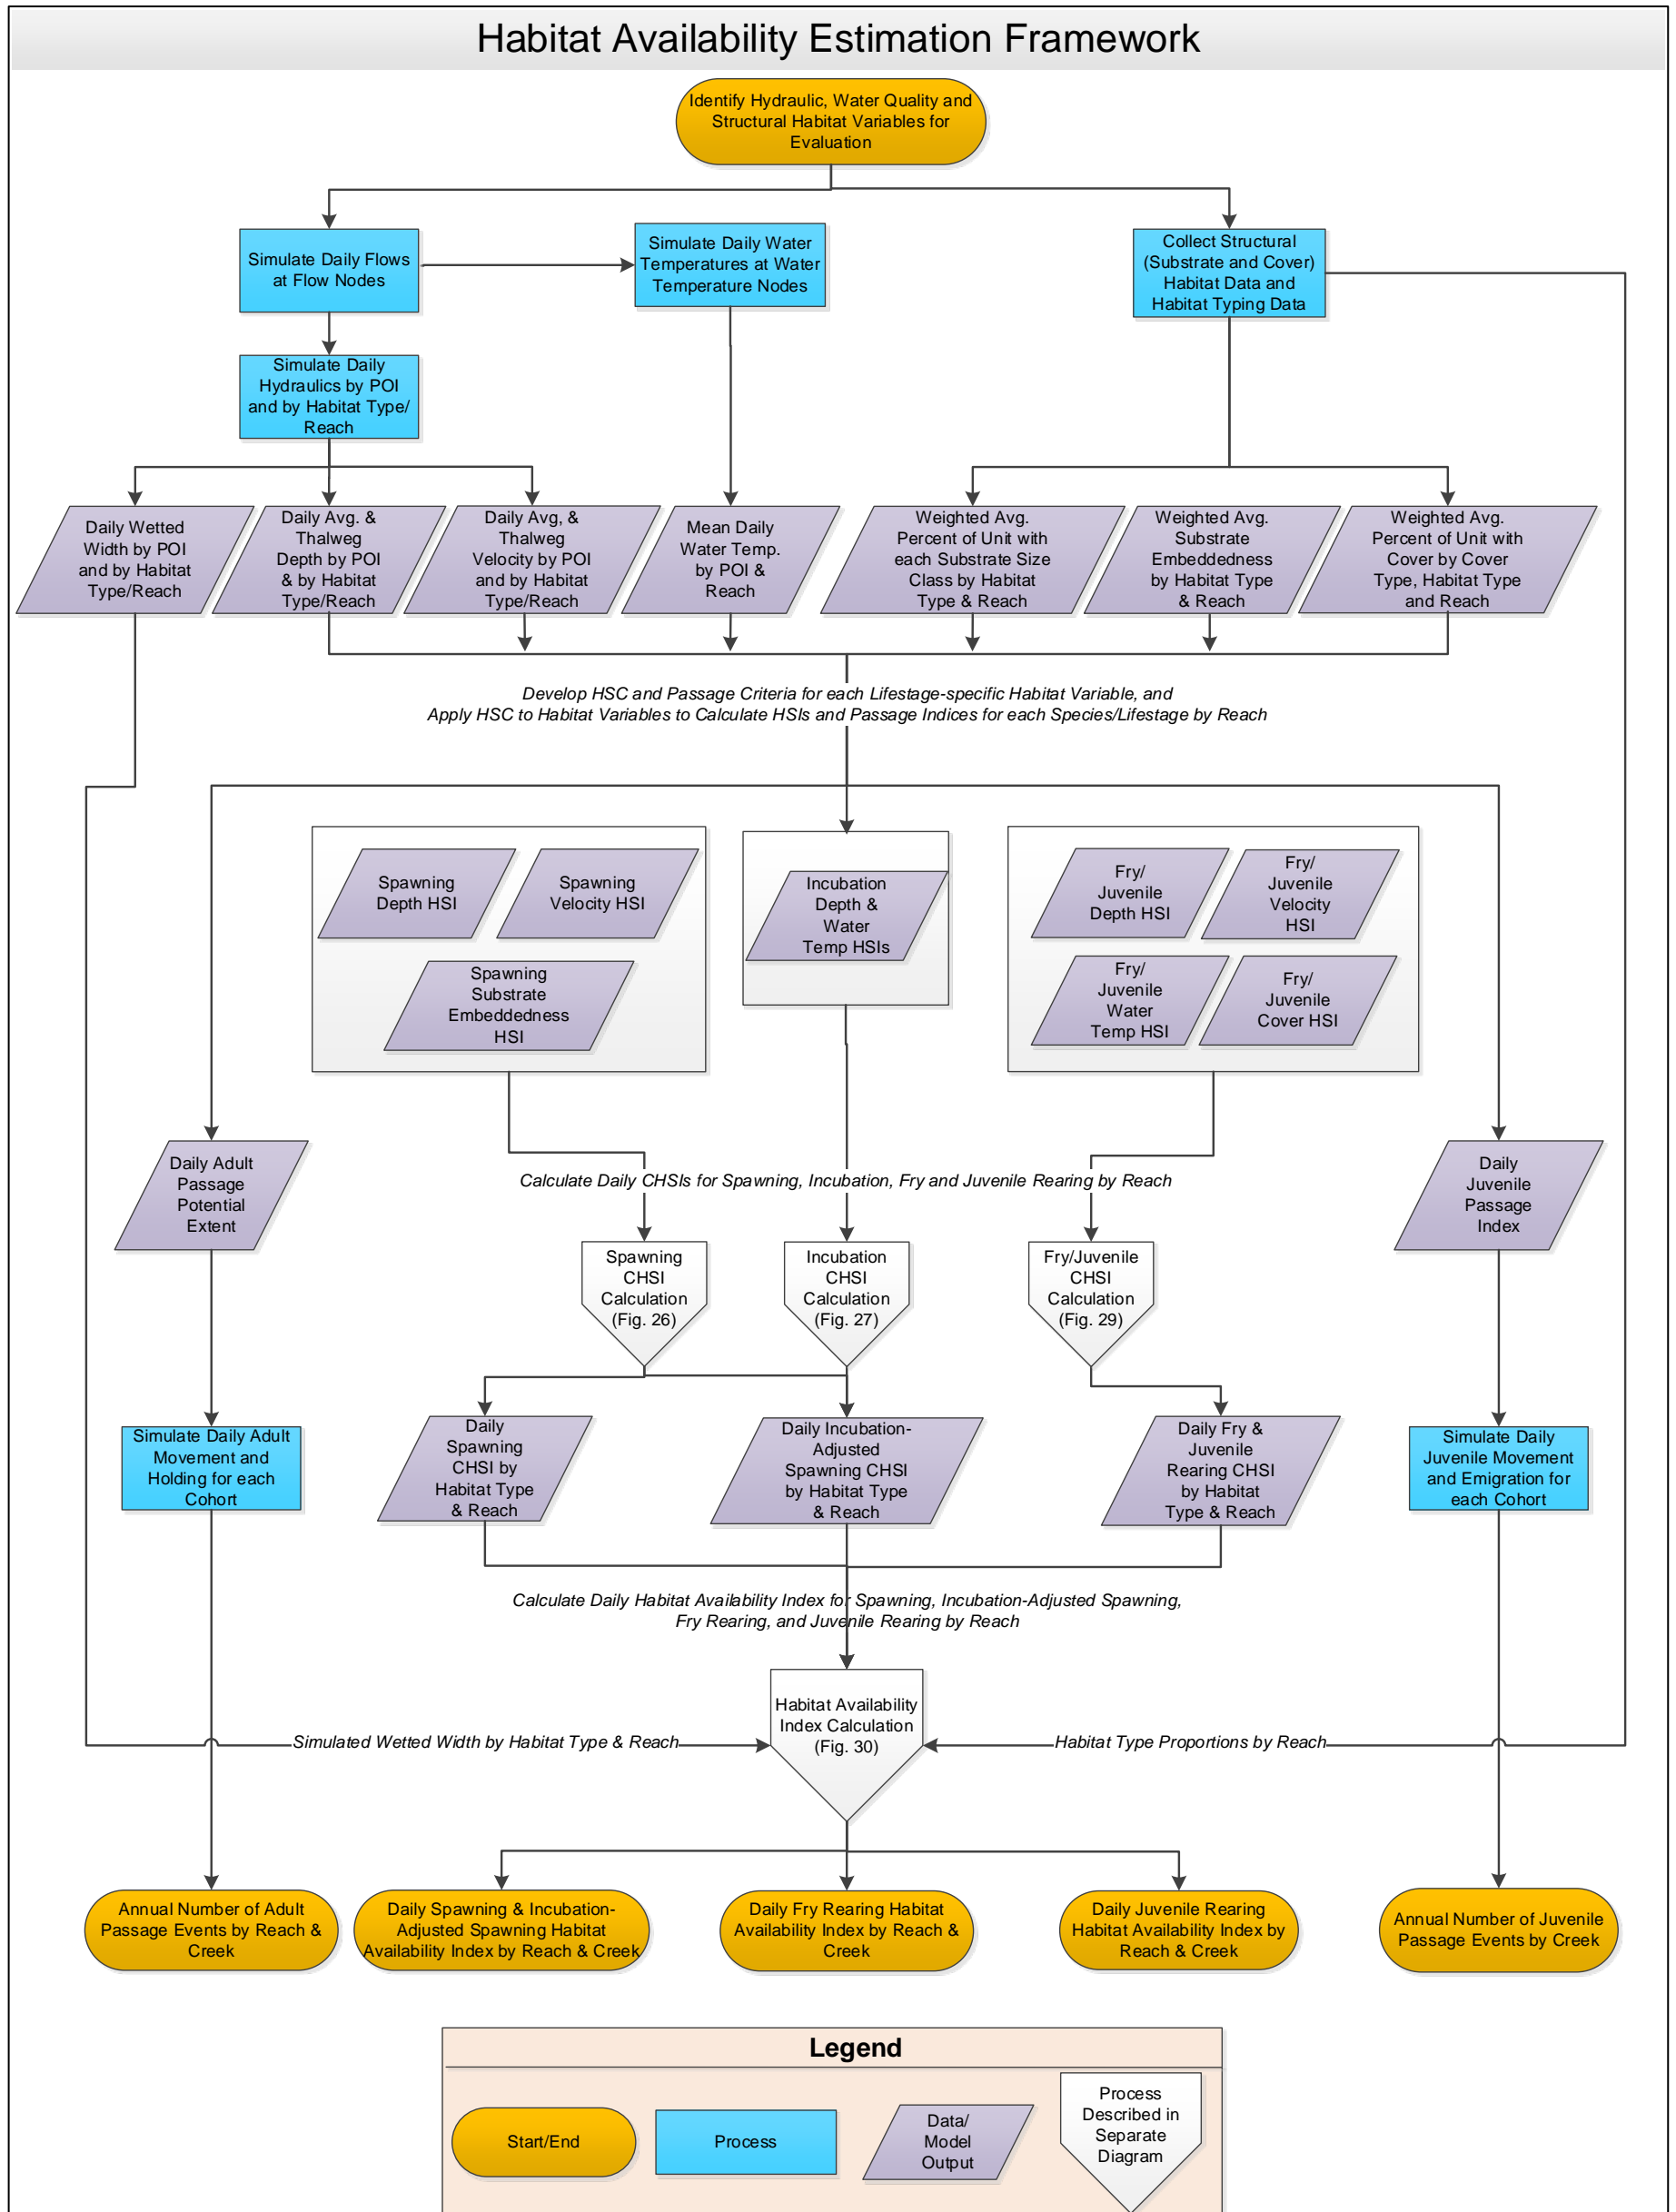 Habitat Availability Estimation Framework
Identify Hydraulic, Water Quality and
Structural Habitat Variables for
Evaluation
Simulate Daily Flows
at Flow Nodes
Simulate Daily Water
Temperatures at Water
Temperature Nodes
Collect Structural
(Substrate and Cover)
Habitat Data and
Habitat Typing Data
Simulate Daily
Hydraulics by POI
and by Habitat Type/
Reach
Daily Wetted
Width by POI
and by Habitat
Type/Reach
Daily Avg. &
Thalweg
Depth by POI
& by Habitat
Type/Reach
Daily Avg, &
Thalweg
Velocity by POI
and by Habitat
Type/Reach
Mean Daily
Water Temp.
by POI &
Reach
Weighted Avg.
Percent of Unit with
each Substrate Size
Class by Habitat
Type & Reach
Weighted Avg.
Substrate
Embeddedness
by Habitat Type
& Reach
Weighted Avg.
Percent of Unit with
Cover by Cover
Type, Habitat Type
and Reach
Develop HSC and Passage Criteria for each Lifestage-specific Habitat Variable, and
Apply HSC to Habitat Variables to Calculate HSIs and Passage Indices for each Species/Lifestage by Reach
Spawning
Depth HSI
Spawning
Velocity HSI
Spawning
Substrate
Embeddedness
HSI
Incubation
Depth &
Water
Temp HSIs
Fry/
Juvenile
Depth HSI
Fry/
Juvenile
Velocity
HSI
Fry/
Juvenile
Water
Temp HSI
Fry/
Juvenile
Cover HSI
Daily Adult
Passage
Potential
Extent
Daily
Juvenile
Passage
Index
Calculate Daily CHSIs for Spawning, Incubation, Fry and Juvenile Rearing by Reach
Spawning
CHSI
Calculation
(Fig. 26)
Incubation
CHSI
Calculation
(Fig. 27)
Fry/Juvenile
CHSI
Calculation
(Fig. 29)
Simulate Daily Adult
Movement and
Holding for each
Cohort
Daily
Spawning
CHSI by
Habitat Type
& Reach
Daily Incubation-
Adjusted
Spawning CHSI
by Habitat Type
& Reach
Daily Fry &
Juvenile
Rearing CHSI
by Habitat
Type & Reach
Simulate Daily
Juvenile Movement
and Emigration for
each Cohort
Calculate Daily Habitat Availability Index for Spawning, Incubation-Adjusted Spawning,
Fry Rearing, and Juvenile Rearing by Reach
Habitat Availability
Index Calculation
(Fig. 30)
Simulated Wetted Width by Habitat Type & Reach
Habitat Type Proportions by Reach
Annual Number of Adult
Passage Events by Reach &
Creek
Daily Spawning & Incubation-
Adjusted Spawning Habitat
Availability Index by Reach & Creek
Daily Fry Rearing Habitat
Availability Index by Reach &
Creek
Daily Juvenile Rearing
Habitat Availability Index by
Reach & Creek
Annual Number of Juvenile
Passage Events by Creek
Legend
Start/End
Process
Data/
Model
Output
Process
Described in
Separate
Diagram